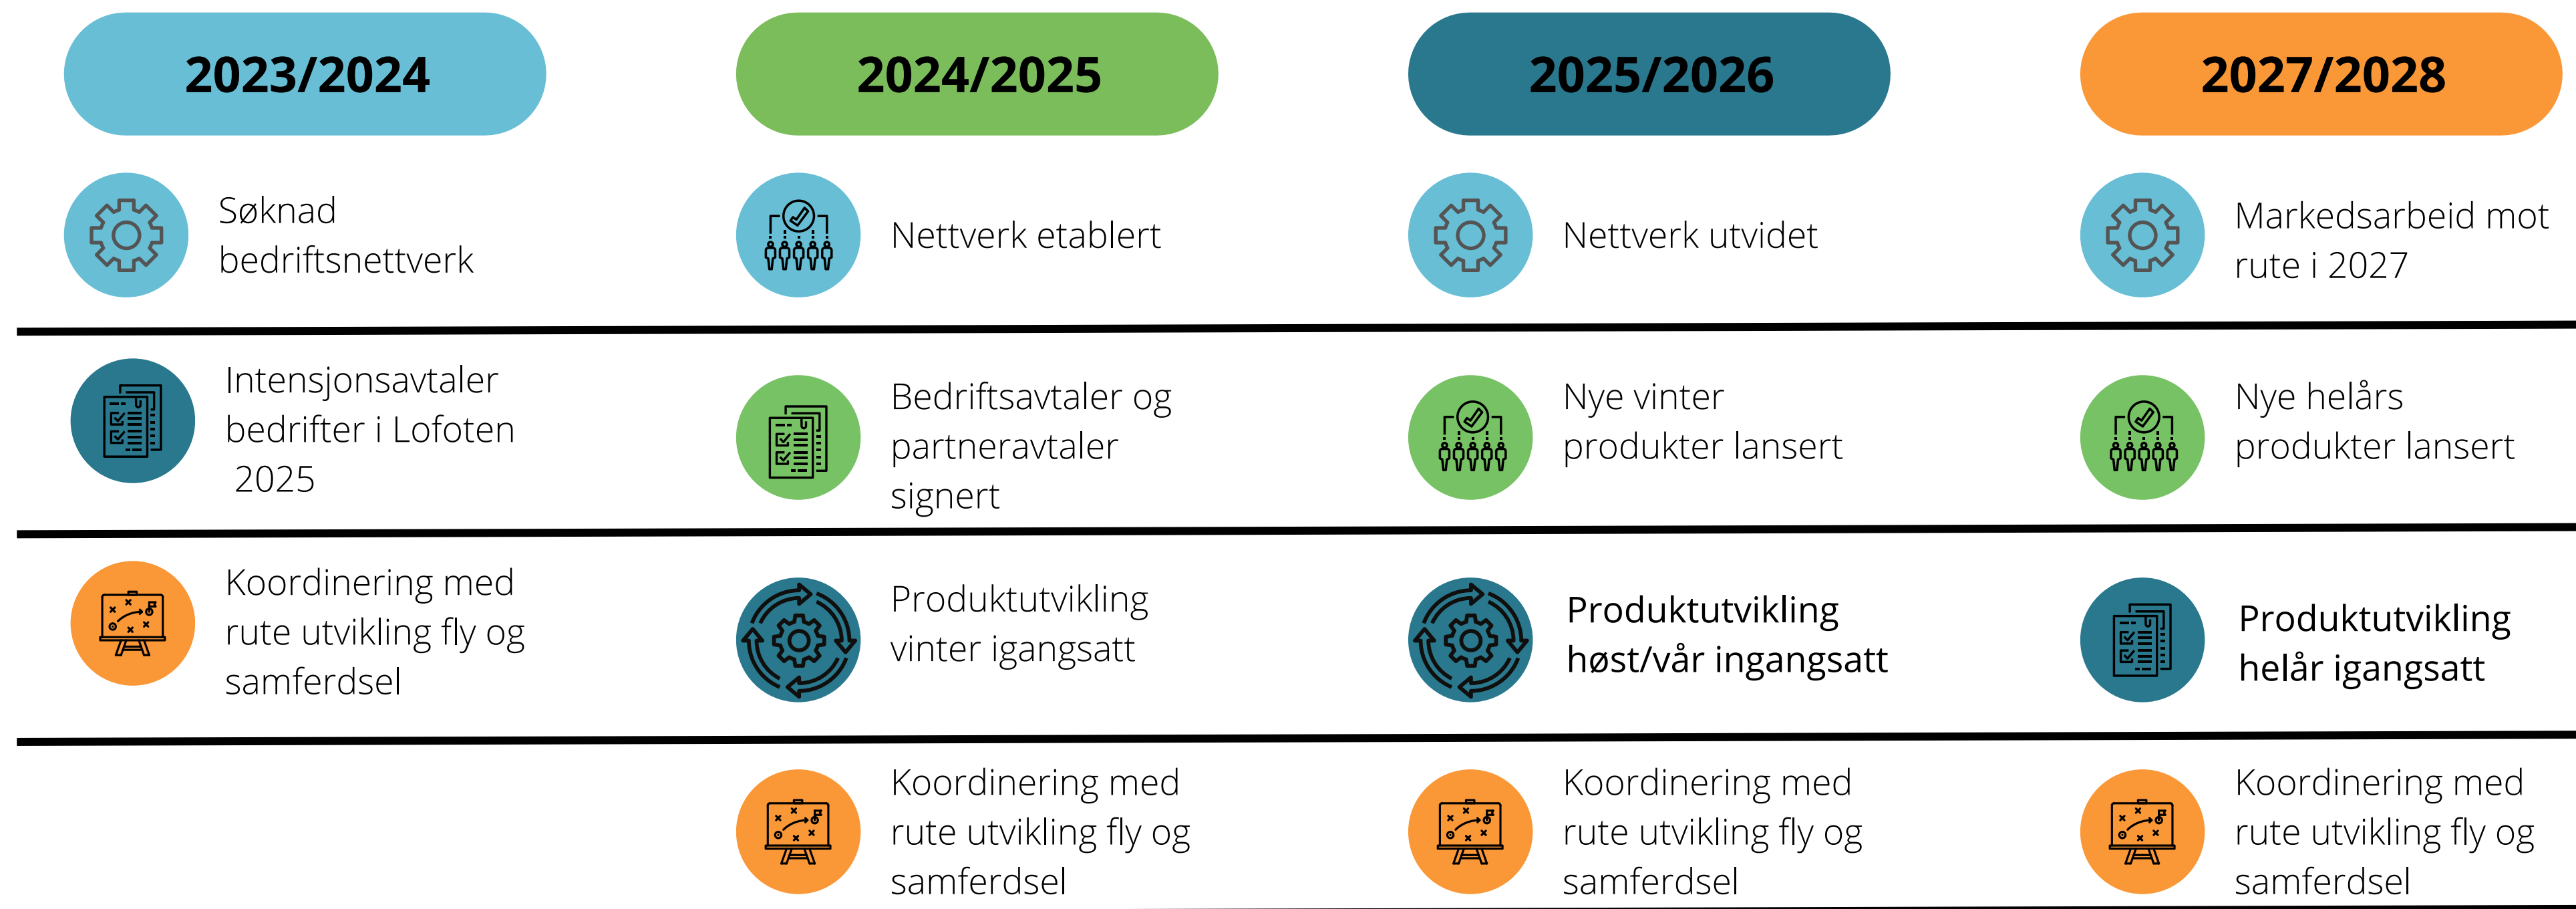 2023/2024
2024/2025
2025/2026
2027/2028
Søknad
bedriftsnettverk
Nettverk etablert
Nettverk utvidet
Markedsarbeid mot
rute i 2027
Intensjonsavtaler
bedrifter i Lofoten
2025
Bedriftsavtaler og
partneravtaler
signert
Nye vinter
produkter lansert
Nye helårs
produkter lansert
Koordinering med
rute utvikling fly og
samferdsel
Produktutvikling
vinter igangsatt
Produktutvikling
høst/vår ingangsatt
Produktutvikling
helår igangsatt
Koordinering med
rute utvikling fly og
samferdsel
Koordinering med
rute utvikling fly og
samferdsel
Koordinering med
rute utvikling fly og
samferdsel